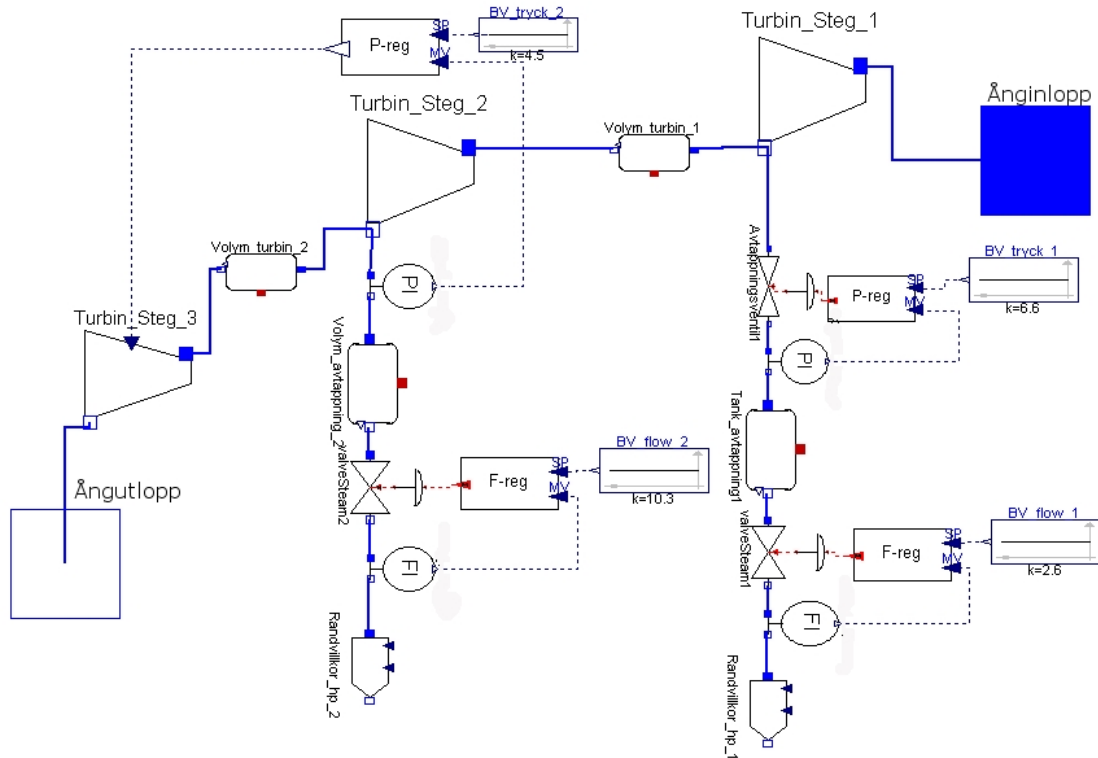 BV_tryck_2
SP
P-reg
MV
k=4.5
Turbin_Steg_1
Ånginlopp
Turbin_Steg_2
Volym_turbin_1
Volym_turbin_2
Avtappningsventil1
BV_tryck_1
SP
P-reg
MV
k=6.6
PI
Turbin_Steg_3
PI
Volym_avtappning_2
Tank_avtappning1
BV_flow_2
SP
F-reg
MV
k=10.3
valveSteam2
Ångutlopp
BV_flow_1
SP
F-reg
MV
k=2.6
valveSteam1
FI
FI
Randvillkor_hp_2
Randvillkor_hp_1